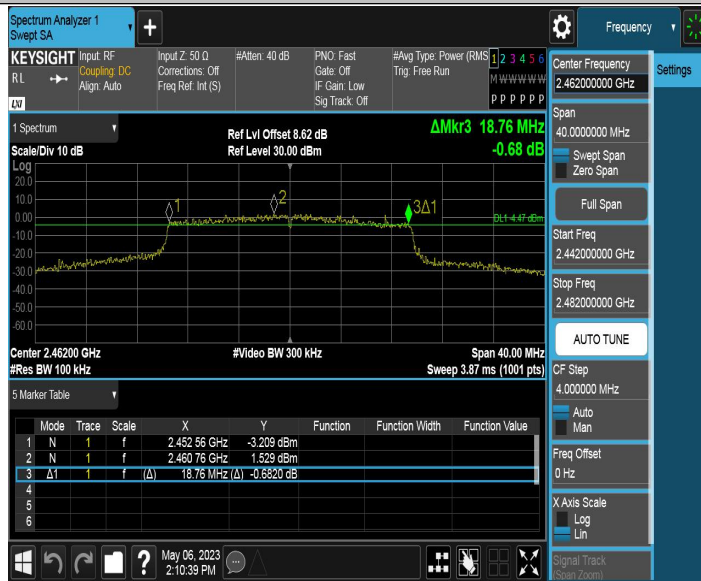 Spectrum Analyzer 1
Swept SA
Frequency
KEYSIGHT
RL
LXI
Input: RF
Coupling: DC
Align: Auto
Input Z: 50 Ω
Corrections: Off
Freq Ref: Int (S)
#Atten: 40 dB
PNO: Fast
Gate: Off
IF Gain: Low
Sig Track: Off
#Avg Type: Power (RMS
Trig: Free Run
1 2 3 4 5 6
M W W W W W
P P P P P P
Center Frequency
2.462000000 GHz
Settings
Span
40.0000000 MHz
Swept Span
Zero Span
Full Span
Start Freq
2.442000000 GHz
Stop Freq
2.482000000 GHz
AUTO TUNE
CF Step
4.000000 MHz
Auto
Man
Freq Offset
0 Hz
X Axis Scale
Log
Lin
Signal Track
(Span Zoom)
1 Spectrum
Scale/Div 10 dB
Log
Ref Lvl Offset 8.62 dB
Ref Level 30.00 dBm
ΔMkr3 18.76 MHz
-0.68 dB
20.0
10.0
0.00
-10.0
-20.0
-30.0
-40.0
-50.0
-60.0
1
2
3Δ1
DL1 -4.47 dBm
Center 2.46200 GHz
#Video BW 300 kHz
Span 40.00 MHz
#Res BW 100 kHz
Sweep 3.87 ms (1001 pts)
5 Marker Table
Mode Trace Scale X Y Function Function Width Function Value
1 N 1 f 2.452 56 GHz -3.209 dBm
2 N 1 f 2.460 76 GHz 1.529 dBm
3 Δ1 1 f (Δ) 18.76 MHz (Δ) -0.6820 dB
4
5
6
?
May 06, 2023
2:10:39 PM